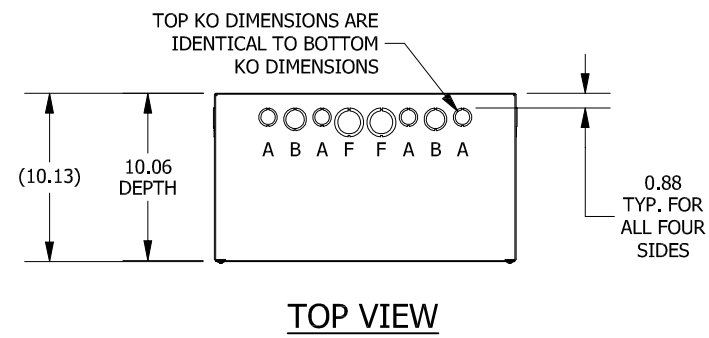 TOP KO DIMENSIONS ARE
IDENTICAL TO BOTTOM
KO DIMENSIONS
A B A F F A B A
(10.13)
10.06
DEPTH
0.88
TYP. FOR
ALL FOUR
SIDES
TOP VIEW